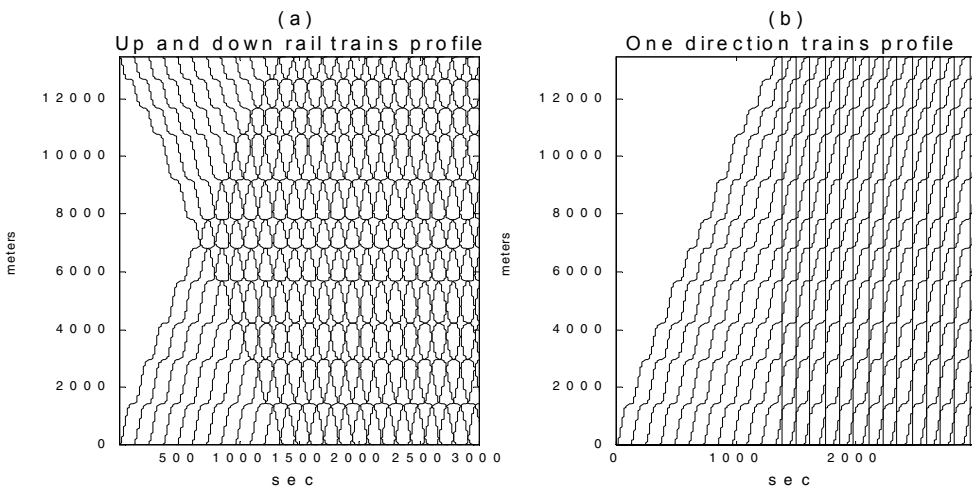 (a)
Up and down rail trains profile
12000
10000
8000
6000
4000
2000
0
meters
500 1000 1500 2000 2500 3000
sec
(b)
One direction trains profile
12000
10000
8000
6000
4000
2000
0
meters
0 1000 2000
sec